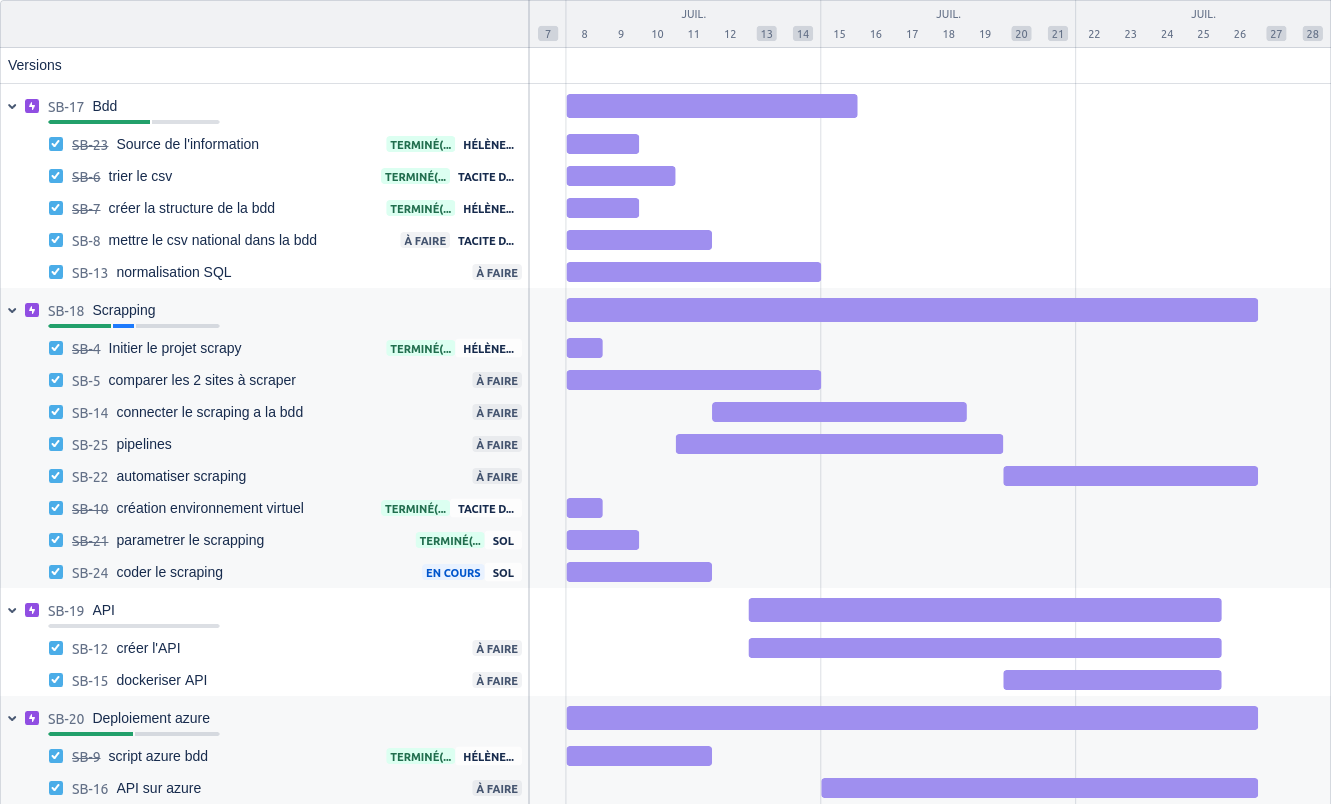 JUIL. JUIL. JUIL.
7 8 9 10 11 12 13 14 15 16 17 18 19 20 21 22 23 24 25 26 27 28
Versions
SB-17 Bdd
SB-23 Source de l'information TERMINÉ(... HÉLÈNE...
SB-6 trier le csv TERMINÉ(... TACITE D...
SB-7 créer la structure de la bdd TERMINÉ(... HÉLÈNE...
SB-8 mettre le csv national dans la bdd À FAIRE TACITE D...
SB-13 normalisation SQL À FAIRE
SB-18 Scrapping
SB-4 Initier le projet scrapy TERMINÉ(... HÉLÈNE...
SB-5 comparer les 2 sites à scraper À FAIRE
SB-14 connecter le scraping a la bdd À FAIRE
SB-25 pipelines À FAIRE
SB-22 automatiser scraping À FAIRE
SB-10 création environnement virtuel TERMINÉ(... TACITE D...
SB-21 parametrer le scrapping TERMINÉ(... SOL
SB-24 coder le scraping EN COURS SOL
SB-19 API
SB-12 créer l'API À FAIRE
SB-15 dockeriser API À FAIRE
SB-20 Deploiement azure
SB-9 script azure bdd TERMINÉ(... HÉLÈNE...
SB-16 API sur azure À FAIRE